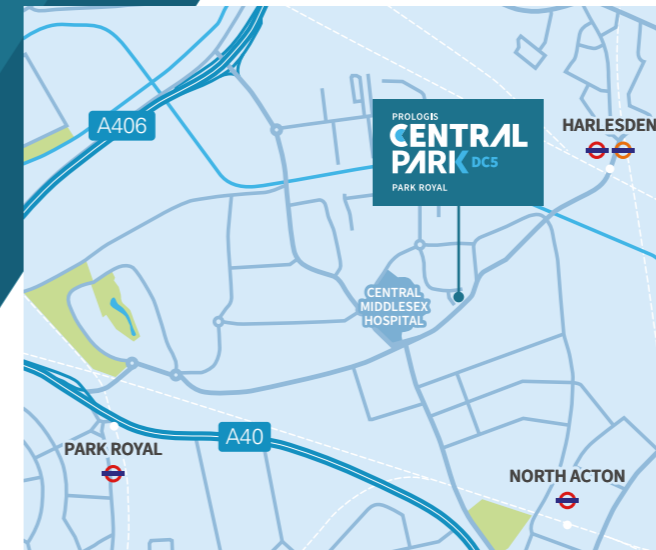 A406
PROLOGIS
CENTRAL
PARK DC5
PARK ROYAL
HARLESDEN
CENTRAL
MIDDLESEX
HOSPITAL
A40
PARK ROYAL
NORTH ACTON